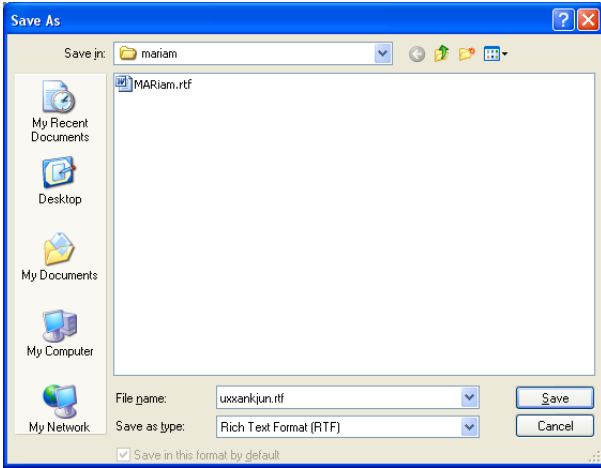 Save As
Save in:
mariam
MARiam.rtf
My Recent
Documents
Desktop
My Documents
My Computer
My Network
File name:
uxxankjun.rtf
Save
Save as type:
Rich Text Format (RTF)
Cancel
Save in this format by default